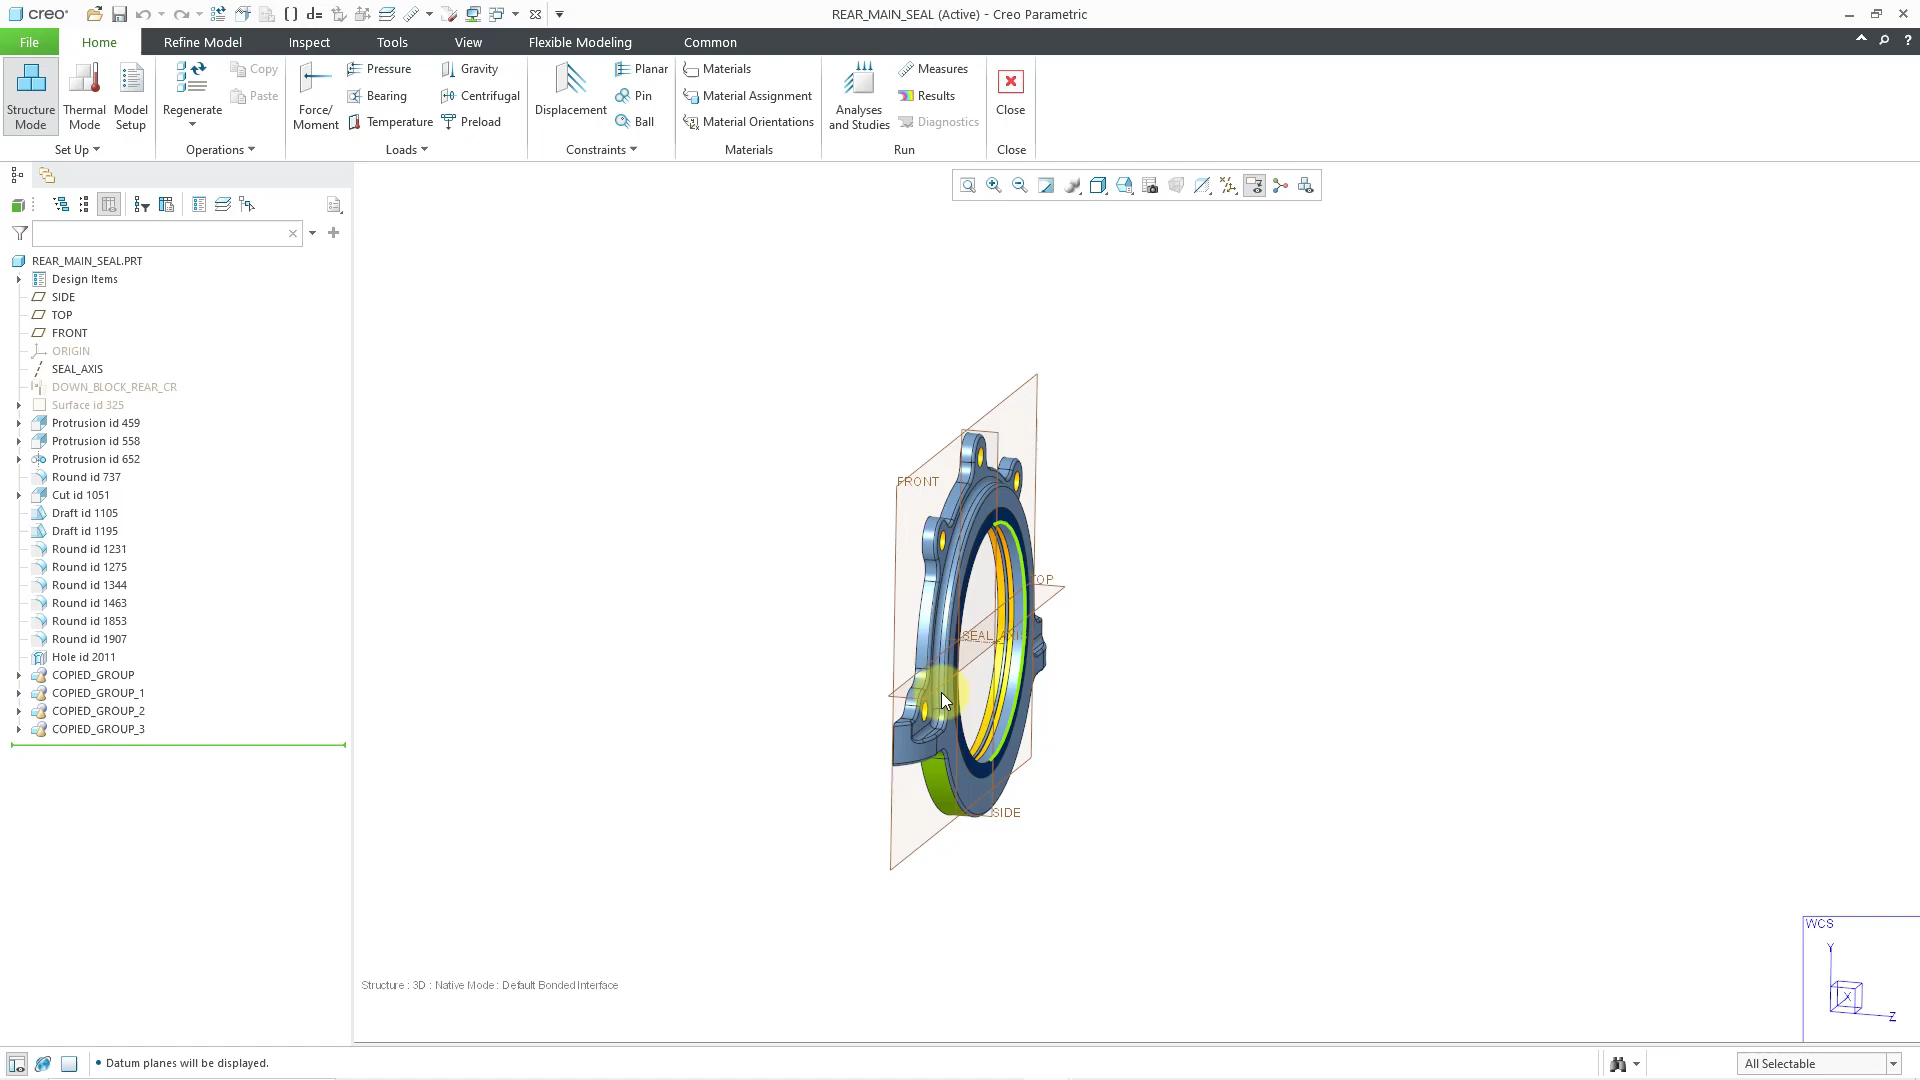 creo
REAR_MAIN_SEAL (Active) - Creo Parametric
File
Home
Refine Model
Inspect
Tools
View
Flexible Modeling
Common
Structure Mode
Thermal Mode
Model Setup
Set Up
Regenerate
Copy
Paste
Operations
Force/ Moment
Pressure
Bearing
Temperature
Gravity
Centrifugal
Preload
Loads
Displacement
Planar
Pin
Ball
Constraints
Materials
Material Assignment
Material Orientations
Materials
Analyses and Studies
Measures
Results
Diagnostics
Run
Close
Close
REAR_MAIN_SEAL.PRT
Design Items
SIDE
TOP
FRONT
ORIGIN
SEAL_AXIS
DOWN_BLOCK_REAR_CR
Surface id 325
Protrusion id 459
Protrusion id 558
Protrusion id 652
Round id 737
Cut id 1051
Draft id 1105
Draft id 1195
Round id 1231
Round id 1275
Round id 1344
Round id 1463
Round id 1853
Round id 1907
Hole id 2011
COPIED_GROUP
COPIED_GROUP_1
COPIED_GROUP_2
COPIED_GROUP_3
FRONT
TOP
SEAL_AXIS
SIDE
Structure : 3D : Native Mode : Default Bonded Interface
WCS
Y
X
Z
Datum planes will be displayed.
All Selectable